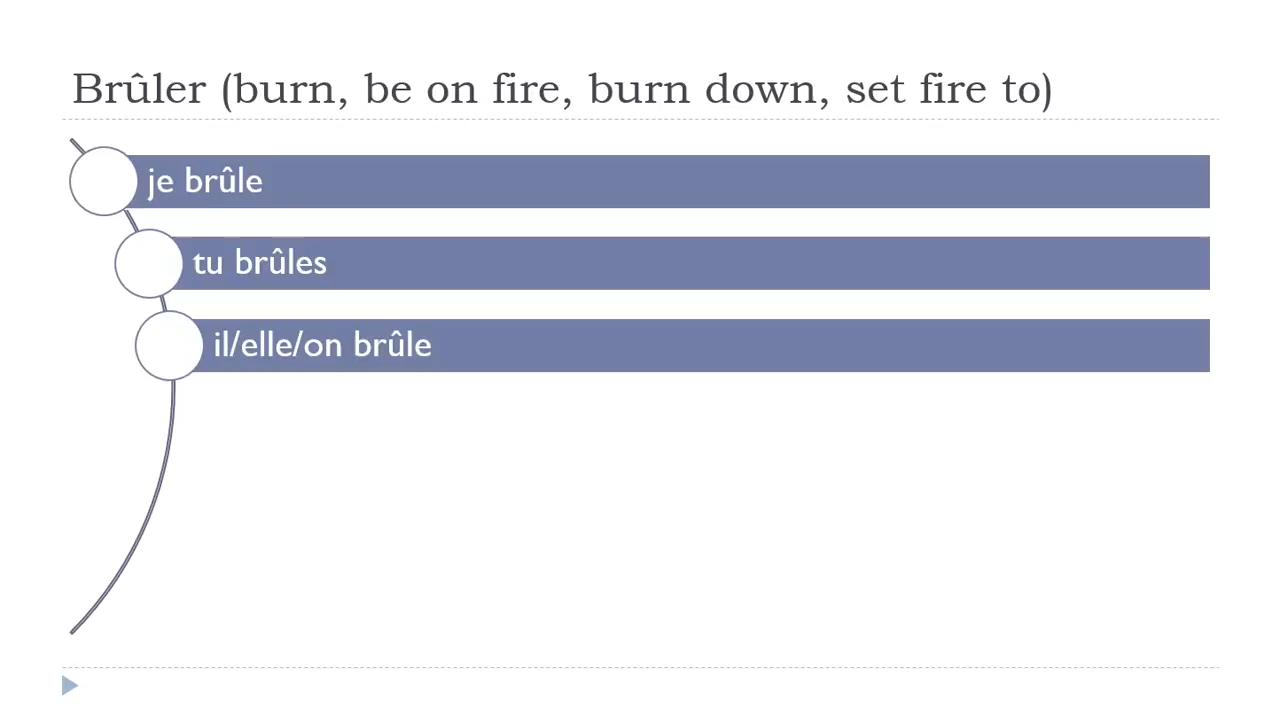 Brûler (burn, be on fire, burn down, set fire to)
je brûle
tu brûles
il/elle/on brûle